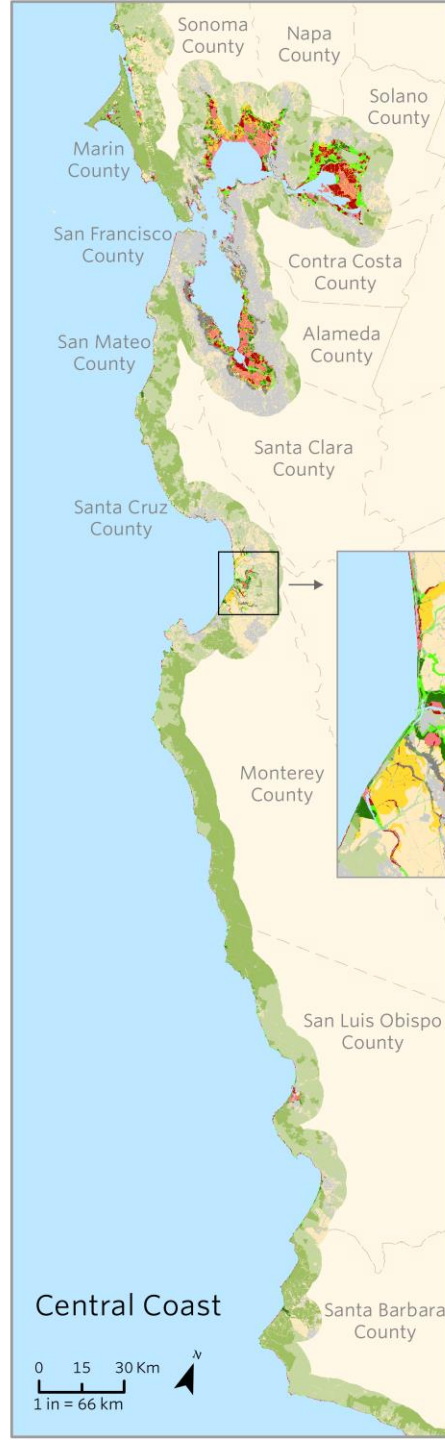 Sonoma
County
Napa
County
Solano
County
Marin
County
San Francisco
County
Contra Costa
County
San Mateo
County
Alameda
County
Santa Clara
County
Santa Cruz
County
Monterey
County
San Luis Obispo
County
Central Coast
Santa Barbara
County
0 15 30 Km
N
1 in = 66 km